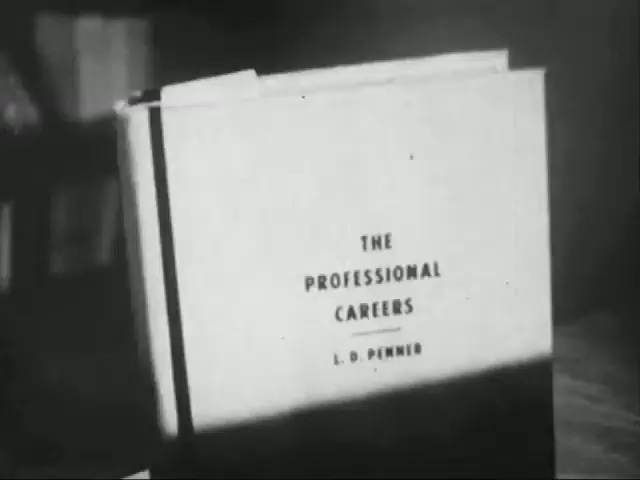 THE
PROFESSIONAL
CAREERS
L. D. PENNER